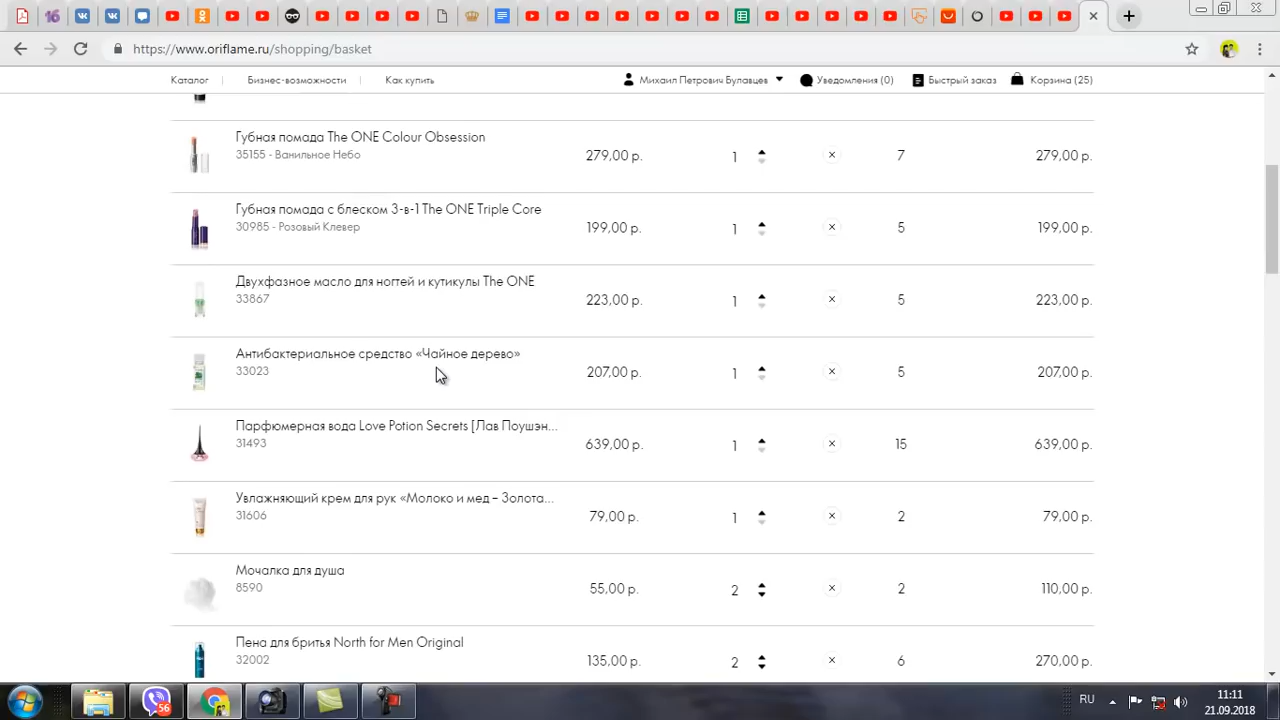 https://www.oriflame.ru/shopping/basket
Каталог
Бизнес-возможности
Как купить
Михаил Петрович Булавцев
Уведомления (0)
Быстрый заказ
Корзина (25)
Губная помада The ONE Colour Obsession
35155 - Ванильное Небо
279,00 р.
1
7
279,00 р.
Губная помада с блеском 3-в-1 The ONE Triple Core
30985 - Розовый Клевер
199,00 р.
1
5
199,00 р.
Двухфазное масло для ногтей и кутикулы The ONE
33867
223,00 р.
1
5
223,00 р.
Антибактериальное средство «Чайное дерево»
33023
207,00 р.
1
5
207,00 р.
Парфюмерная вода Love Potion Secrets [Лав Поушэн...
31493
639,00 р.
1
15
639,00 р.
Увлажняющий крем для рук «Молоко и мед – Золота...
31606
79,00 р.
1
2
79,00 р.
Мочалка для душа
8590
55,00 р.
2
2
110,00 р.
Пена для бритья North for Men Original
32002
135,00 р.
2
6
270,00 р.
56
RU
11:11
21.09.2018